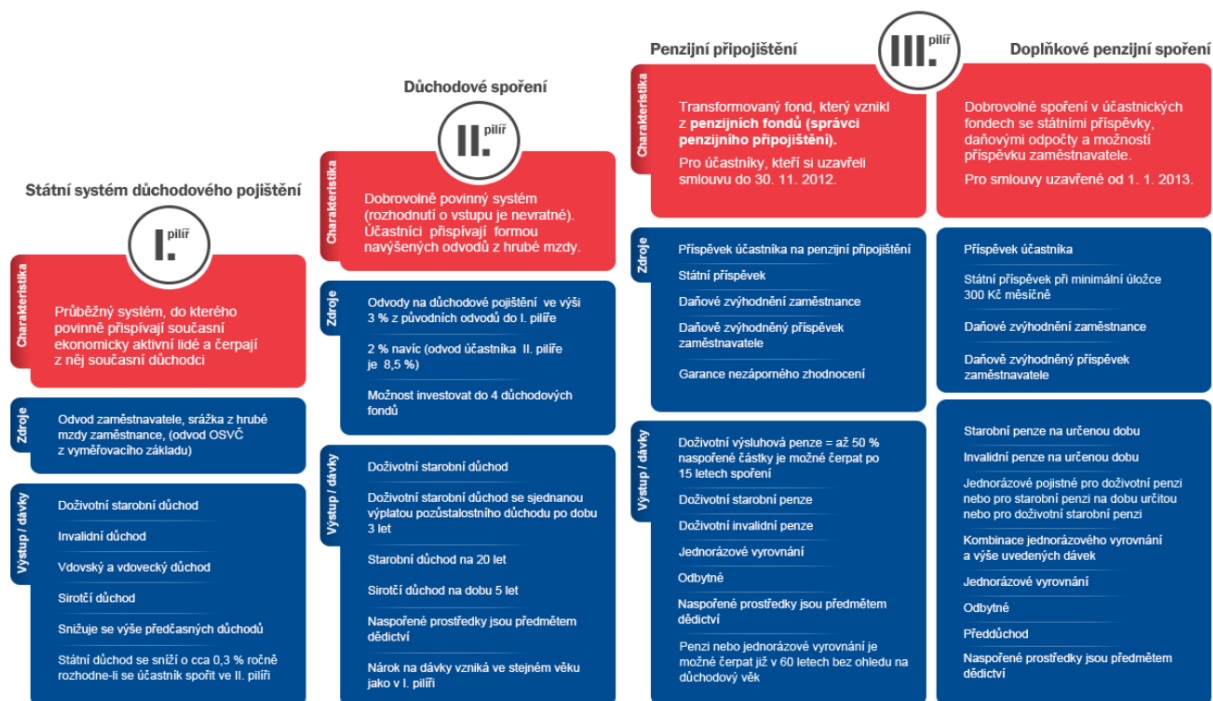 Státní systém důchodového pojištění
I. pilíř
Charakteristika
Průběžný systém, do kterého
povinně přispívají současní
ekonomicky aktivní lidé a čerpají
z něj současní důchodci
Zdroje
Odvod zaměstnavatele, srážka z hrubé
mzdy zaměstnance, (odvod OSVČ
z vyměřovacího základu)
Výstup / dávky
Doživotní starobní důchod
Invalidní důchod
Vdovský a vdovecký důchod
Sirotčí důchod
Snižuje se výše předčasných důchodů
Státní důchod se sníží o cca 0,3 % ročně
rozhodne-li se účastník spořit ve II. pilíři
Důchodové spoření
II. pilíř
Charakteristika
Dobrovolně povinný systém
(rozhodnutí o vstupu je nevratné).
Účastníci přispívají formou
navýšených odvodů z hrubé mzdy.
Zdroje
Odvody na důchodové pojištění ve výši
3 % z původních odvodů do I. pilíře
2 % navíc (odvod účastníka II. pilíře
je 8,5 %)
Možnost investovat do 4 důchodových
fondů
Výstup / dávky
Doživotní starobní důchod
Doživotní starobní důchod se sjednanou
výplatou pozůstalostního důchodu po dobu
3 let
Starobní důchod na 20 let
Sirotčí důchod na dobu 5 let
Naspořené prostředky jsou předmětem
dědictví
Nárok na dávky vzniká ve stejném věku
jako v I. pilíři
III. pilíř
Penzijní připojištění
Charakteristika
Transformovaný fond, který vznikl
z penzijních fondů (správci
penzijního připojištění).
Pro účastníky, kteří si uzavřeli
smlouvu do 30. 11. 2012.
Zdroje
Příspěvek účastníka na penzijní připojištění
Státní příspěvek
Daňové zvýhodnění zaměstnance
Daňově zvýhodněný příspěvek
zaměstnavatele
Garance nezáporného zhodnocení
Výstup / dávky
Doživotní výsluhová penze = až 50 %
naspořené částky je možné čerpat po
15 letech spoření
Doživotní starobní penze
Doživotní invalidní penze
Jednorázové vyrovnání
Odbytné
Naspořené prostředky jsou předmětem
dědictví
Penzi nebo jednorázové vyrovnání je
možné čerpat již v 60 letech bez ohledu na
důchodový věk
Doplňkové penzijní spoření
Dobrovolné spoření v účastnických
fondech se státními příspěvky,
daňovými odpočty a možností
příspěvku zaměstnavatele.
Pro smlouvy uzavřené od 1. 1. 2013.
Příspěvek účastníka
Státní příspěvek při minimální úložce
300 Kč měsíčně
Daňové zvýhodnění zaměstnance
Daňově zvýhodněný příspěvek
zaměstnavatele
Starobní penze na určenou dobu
Invalidní penze na určenou dobu
Jednorázové pojistné pro doživotní penzi
nebo pro starobní penzi na dobu určitou
nebo pro doživotní starobní penzi
Kombinace jednorázového vyrovnání
a výše uvedených dávek
Jednorázové vyrovnání
Odbytné
Předdůchod
Naspořené prostředky jsou předmětem
dědictví